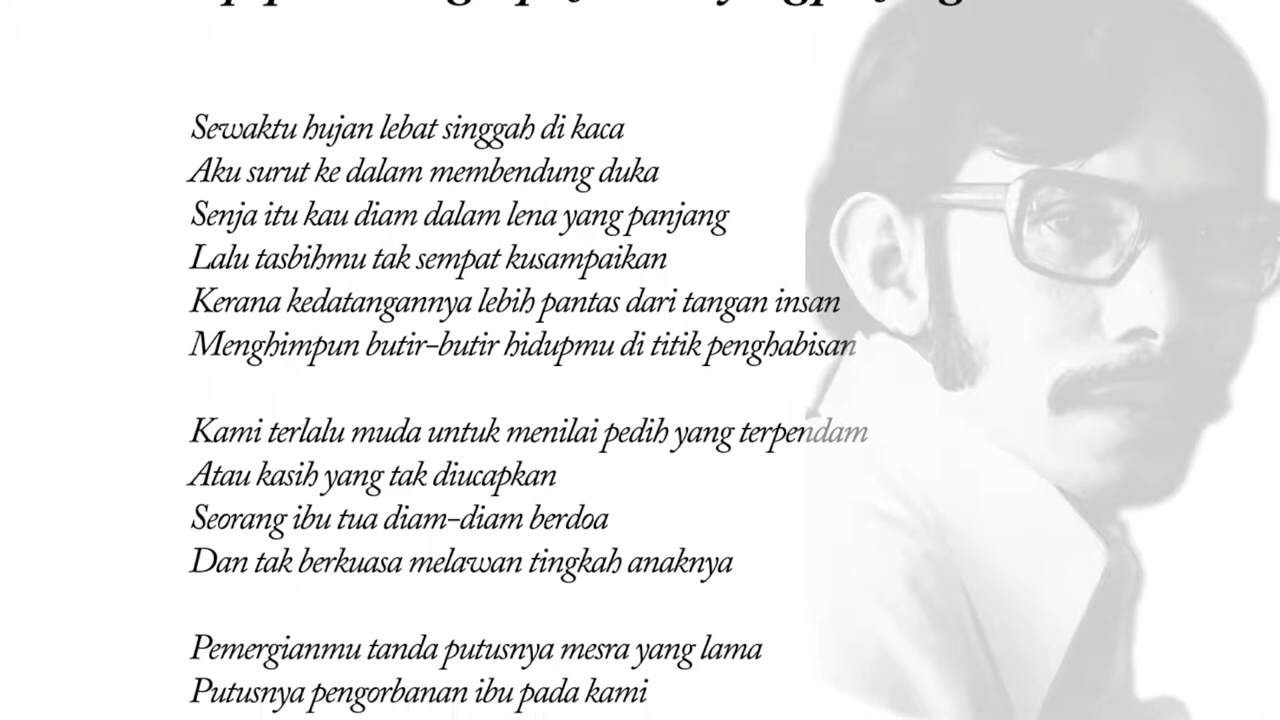 Sewaktu hujan lebat singgah di kaca
Aku surut ke dalam membendung duka
Senja itu kau diam dalam lena yang panjang
Lalu tasbihmu tak sempat kusampaikan
Kerana kedatangannya lebih pantas dari tangan insan
Menghimpun butir-butir hidupmu di titik penghabisan
Kami terlalu muda untuk menilai pedih yang terpendam
Atau kasih yang tak diucapkan
Seorang ibu tua diam-diam berdoa
Dan tak berkuasa melawan tingkah anaknya
Pemergianmu tanda putusnya mesra yang lama
Putusnya pengorbanan ibu pada kami